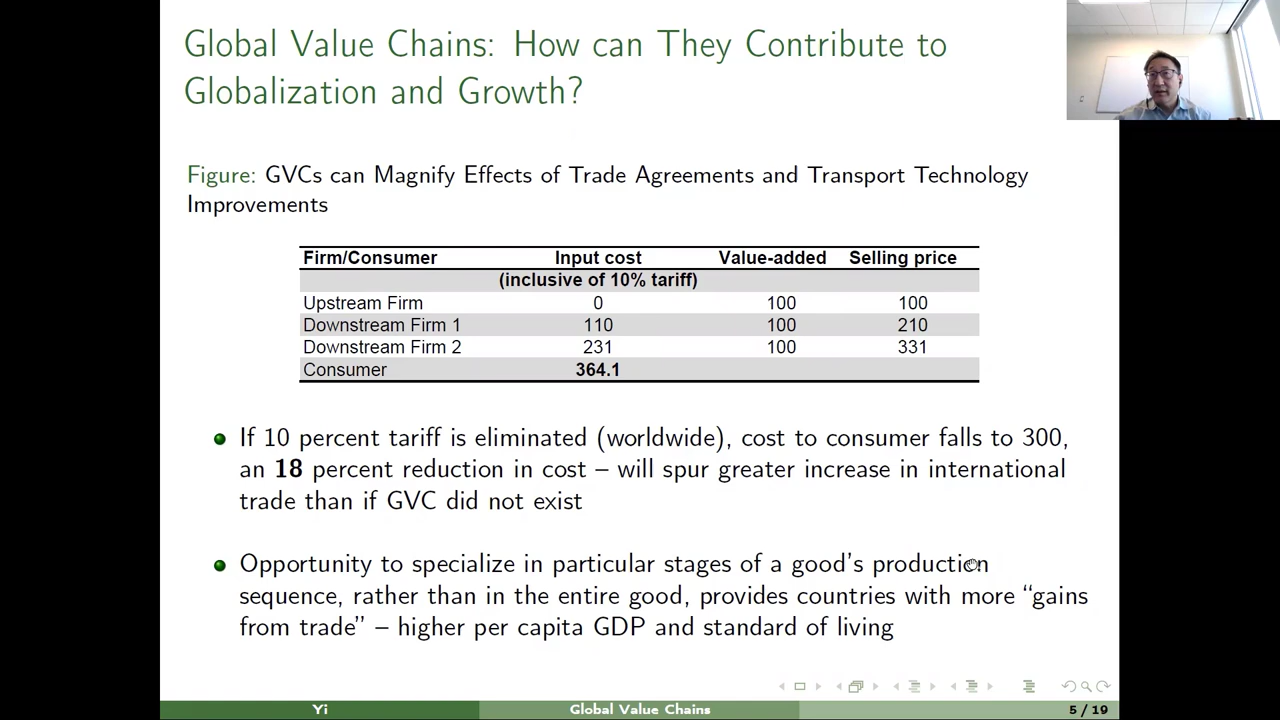 Global Value Chains: How can They Contribute to
Globalization and Growth?
Figure: GVCs can Magnify Effects of Trade Agreements and Transport Technology
Improvements
Firm/Consumer Input cost Value-added Selling price
(inclusive of 10% tariff)
Upstream Firm 0 100 100
Downstream Firm 1 110 100 210
Downstream Firm 2 231 100 331
Consumer 364.1
If 10 percent tariff is eliminated (worldwide), cost to consumer falls to 300,
an 18 percent reduction in cost – will spur greater increase in international
trade than if GVC did not exist
Opportunity to specialize in particular stages of a good's production
sequence, rather than in the entire good, provides countries with more “gains
from trade” – higher per capita GDP and standard of living
Yi Global Value Chains 5 / 19